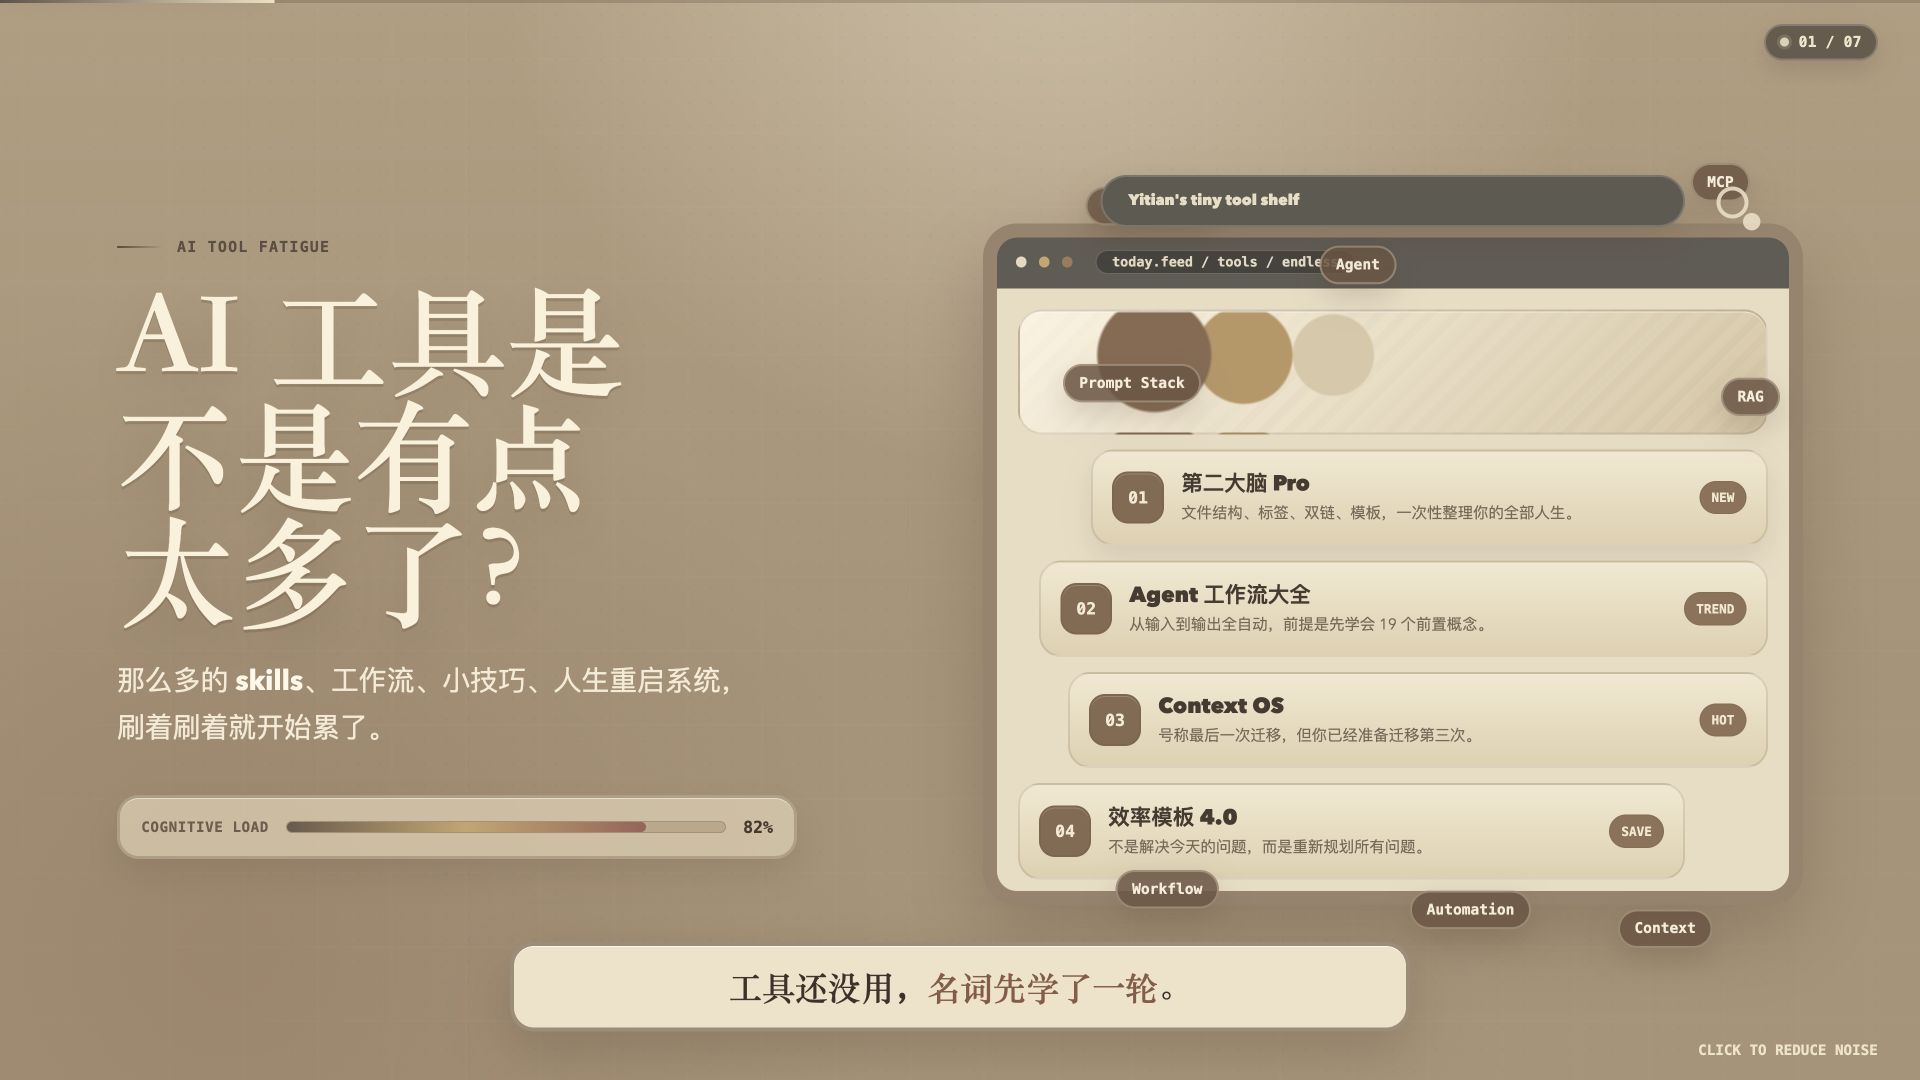 01 / 07
AI TOOL FATIGUE
AI 工具是
不是有点
太多了?
那么多的 skills、工作流、小技巧、人生重启系统,
刷着刷着就开始累了。
COGNITIVE LOAD 82%
Yitian's tiny tool shelf
MCP
today.feed / tools / endless
Agent
Prompt Stack
RAG
01
第二大脑 Pro
文件结构、标签、双链、模板，一次性整理你的全部人生。
NEW
02
Agent 工作流大全
从输入到输出全自动，前提是先学会 19 个前置概念。
TREND
03
Context OS
号称最后一次迁移，但你已经准备迁移第三次。
HOT
04
效率模板 4.0
不是解决今天的问题，而是重新规划所有问题。
SAVE
Workflow
Automation
Context
工具还没用，名词先学了一轮。
CLICK TO REDUCE NOISE